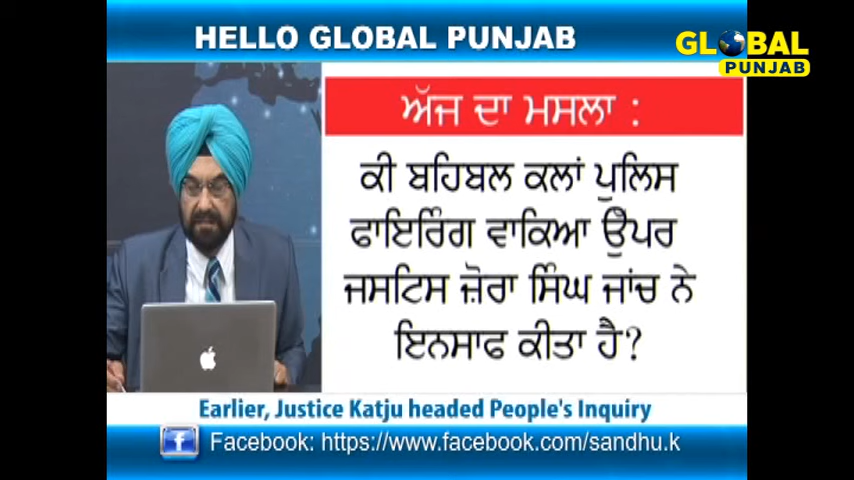 HELLO GLOBAL PUNJAB
GLOBAL
PUNJAB
ਅੱਜ ਦਾ ਮਸਲਾ :
ਕੀ ਬਹਿਬਲ ਕਲਾਂ ਪੁਲਿਸ
ਫਾਇਰਿੰਗ ਵਾਕਿਆ ਉੱਪਰ
ਜਸਟਿਸ ਜ਼ੋਰਾ ਸਿੰਘ ਜਾਂਚ ਨੇ
ਇਨਸਾਫ ਕੀਤਾ ਹੈ?
Earlier, Justice Katju headed People's Inquiry
Facebook: https://www.facebook.com/sandhu.k